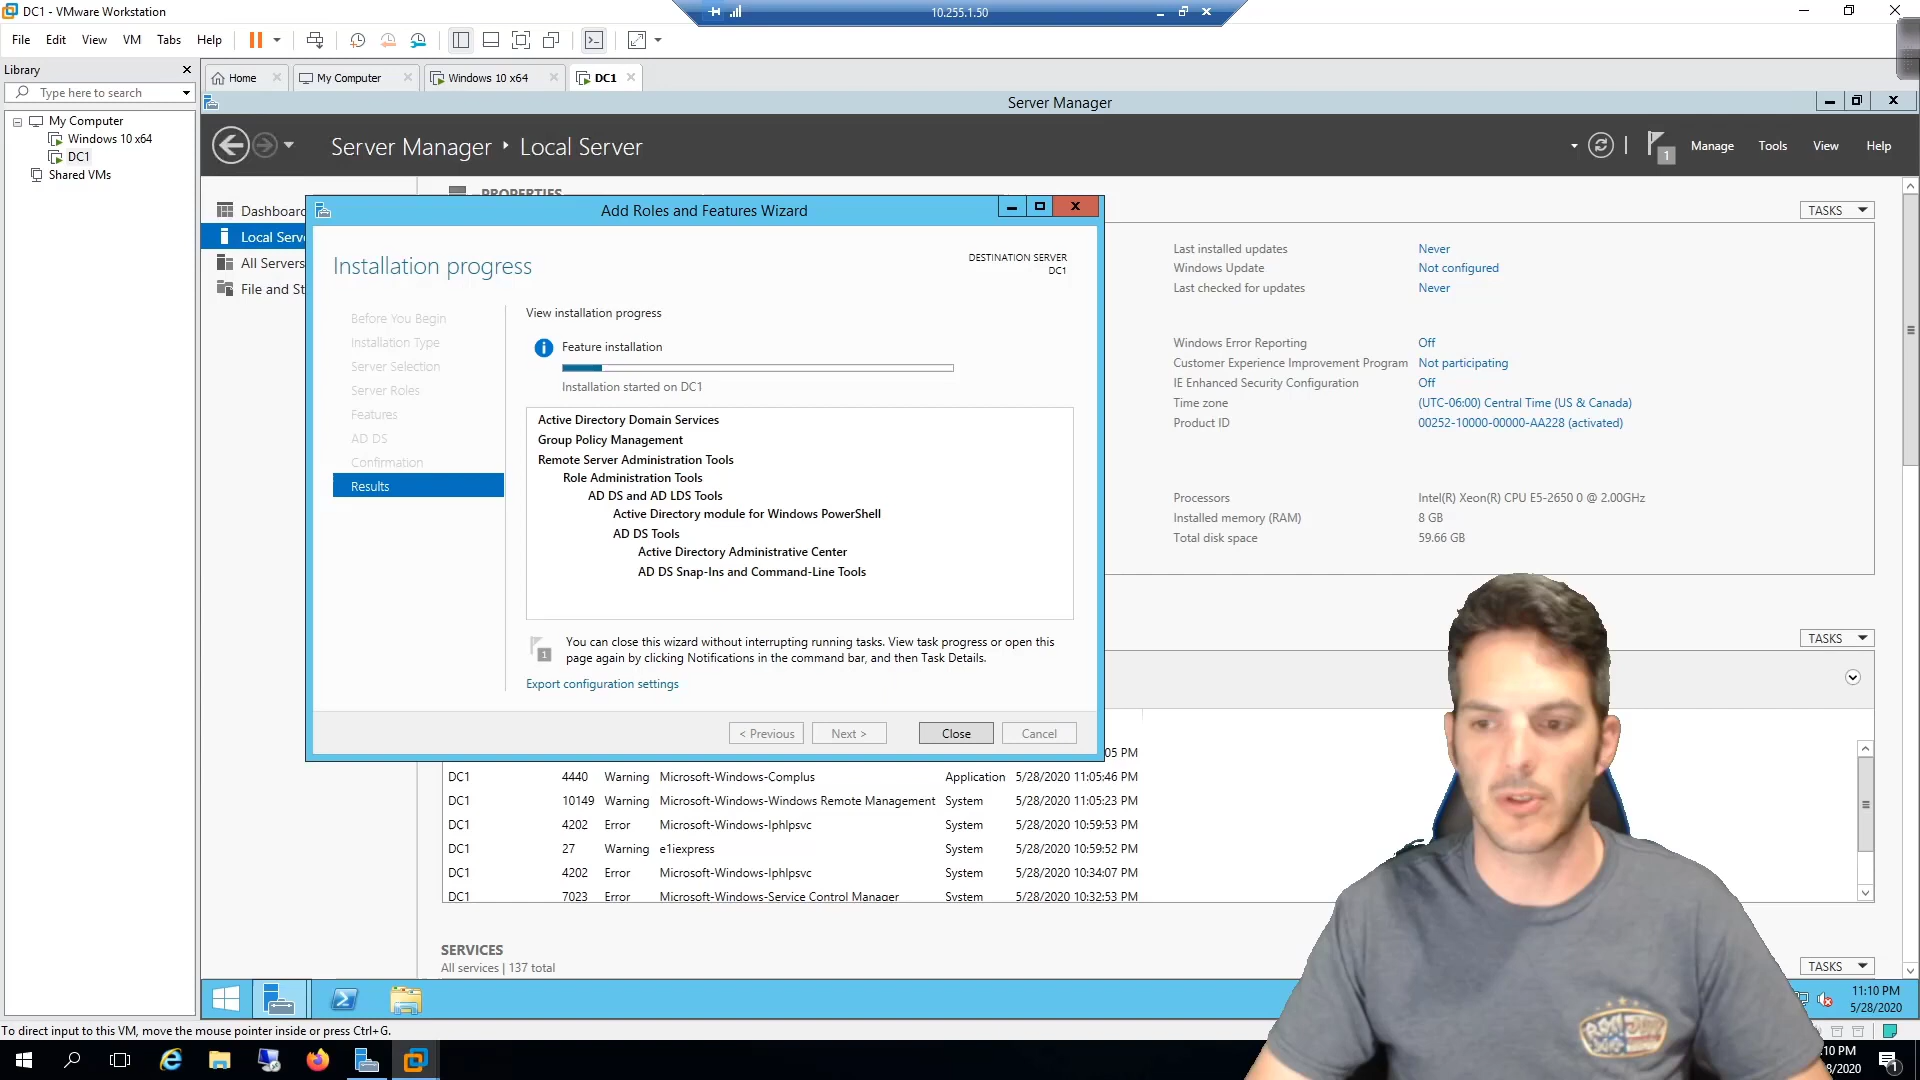 DC1 - VMware Workstation
10.255.1.50
File Edit View VM Tabs Help
Library
Type here to search
My Computer
Windows 10 x64
DC1
Shared VMs
Home
My Computer
Windows 10 x64
DC1
Server Manager
Server Manager ‣ Local Server
1
Manage Tools View Help
Dashboard
Local Serv
All Servers
File and St
PROPERTIES
TASKS
Last installed updates Never
Windows Update Not configured
Last checked for updates Never
Windows Error Reporting Off
Customer Experience Improvement Program Not participating
IE Enhanced Security Configuration Off
Time zone (UTC-06:00) Central Time (US & Canada)
Product ID 00252-10000-00000-AA228 (activated)
Processors Intel(R) Xeon(R) CPU E5-2650 0 @ 2.00GHz
Installed memory (RAM) 8 GB
Total disk space 59.66 GB
Add Roles and Features Wizard
X
Installation progress
DESTINATION SERVER
DC1
Before You Begin
Installation Type
Server Selection
Server Roles
Features
AD DS
Confirmation
Results
View installation progress
Feature installation
Installation started on DC1
Active Directory Domain Services
Group Policy Management
Remote Server Administration Tools
Role Administration Tools
AD DS and AD LDS Tools
Active Directory module for Windows PowerShell
AD DS Tools
Active Directory Administrative Center
AD DS Snap-Ins and Command-Line Tools
1
You can close this wizard without interrupting running tasks. View task progress or open this
page again by clicking Notifications in the command bar, and then Task Details.
Export configuration settings
< Previous Next > Close Cancel
TASKS
05 PM
DC1 4440 Warning Microsoft-Windows-Complus Application 5/28/2020 11:05:46 PM
DC1 10149 Warning Microsoft-Windows-Windows Remote Management System 5/28/2020 11:05:23 PM
DC1 4202 Error Microsoft-Windows-Iphlpsvc System 5/28/2020 10:59:53 PM
DC1 27 Warning e1iexpress System 5/28/2020 10:59:52 PM
DC1 4202 Error Microsoft-Windows-Iphlpsvc System 5/28/2020 10:34:07 PM
DC1 7023 Error Microsoft-Windows-Service Control Manager System 5/28/2020 10:32:53 PM
SERVICES
All services | 137 total
TASKS
11:10 PM
5/28/2020
To direct input to this VM, move the mouse pointer inside or press Ctrl+G.
:10 PM
8/2020
1